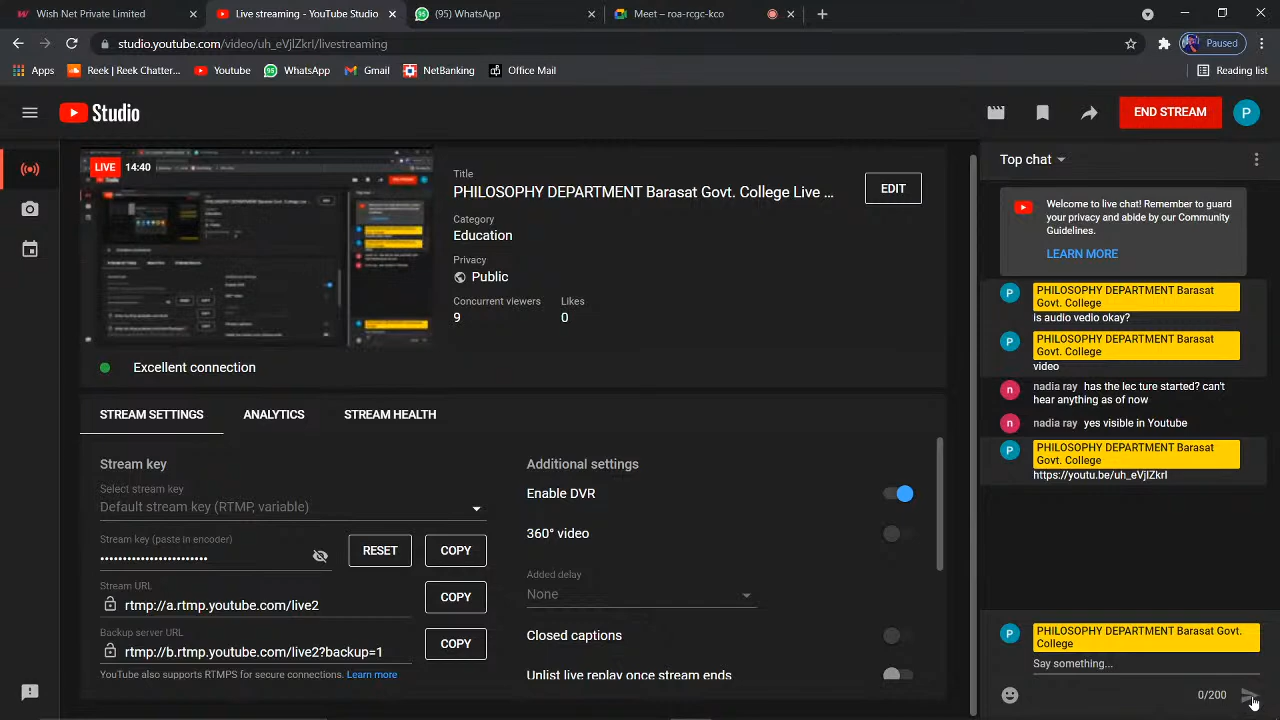 Wish Net Private Limited
Live streaming - YouTube Studio
(95) WhatsApp
Meet – roa-rcgc-kco
studio.youtube.com/video/uh_eVjlZkrI/livestreaming
Paused
Apps
Reek | Reek Chatter...
Youtube
WhatsApp
Gmail
NetBanking
Office Mail
Reading list
Studio
END STREAM
P
LIVE 14:40
Title
PHILOSOPHY DEPARTMENT Barasat Govt. College Live ...
EDIT
Category
Education
Privacy
Public
Concurrent viewers
Likes
9
0
Excellent connection
STREAM SETTINGS
ANALYTICS
STREAM HEALTH
Stream key
Select stream key
Default stream key (RTMP, variable)
Stream key (paste in encoder)
RESET
COPY
Stream URL
rtmp://a.rtmp.youtube.com/live2
COPY
Backup server URL
rtmp://b.rtmp.youtube.com/live2?backup=1
COPY
YouTube also supports RTMPS for secure connections. Learn more
Additional settings
Enable DVR
360° video
Added delay
None
Closed captions
Unlist live replay once stream ends
Top chat
Welcome to live chat! Remember to guard
your privacy and abide by our Community
Guidelines.
LEARN MORE
P
PHILOSOPHY DEPARTMENT Barasat
Govt. College
is audio vedio okay?
P
PHILOSOPHY DEPARTMENT Barasat
Govt. College
video
n
nadia ray has the lec ture started? can't
hear anything as of now
n
nadia ray yes visible in Youtube
P
PHILOSOPHY DEPARTMENT Barasat
Govt. College
https://youtu.be/uh_eVjlZkrI
P
PHILOSOPHY DEPARTMENT Barasat Govt.
College
Say something...
0/200